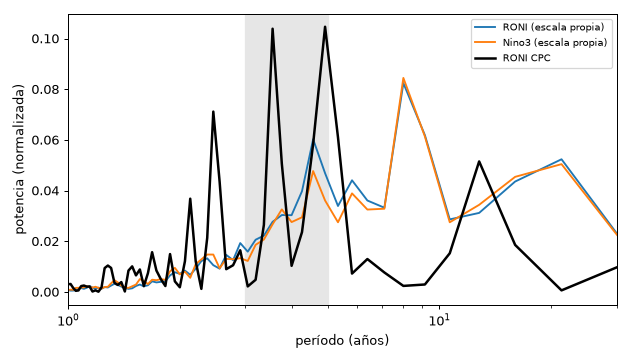 RONI (escala propia)
Nino3 (escala propia)
RONI CPC
potencia (normalizada)
0.10
0.08
0.06
0.04
0.02
0.00
10⁰
10¹
período (años)